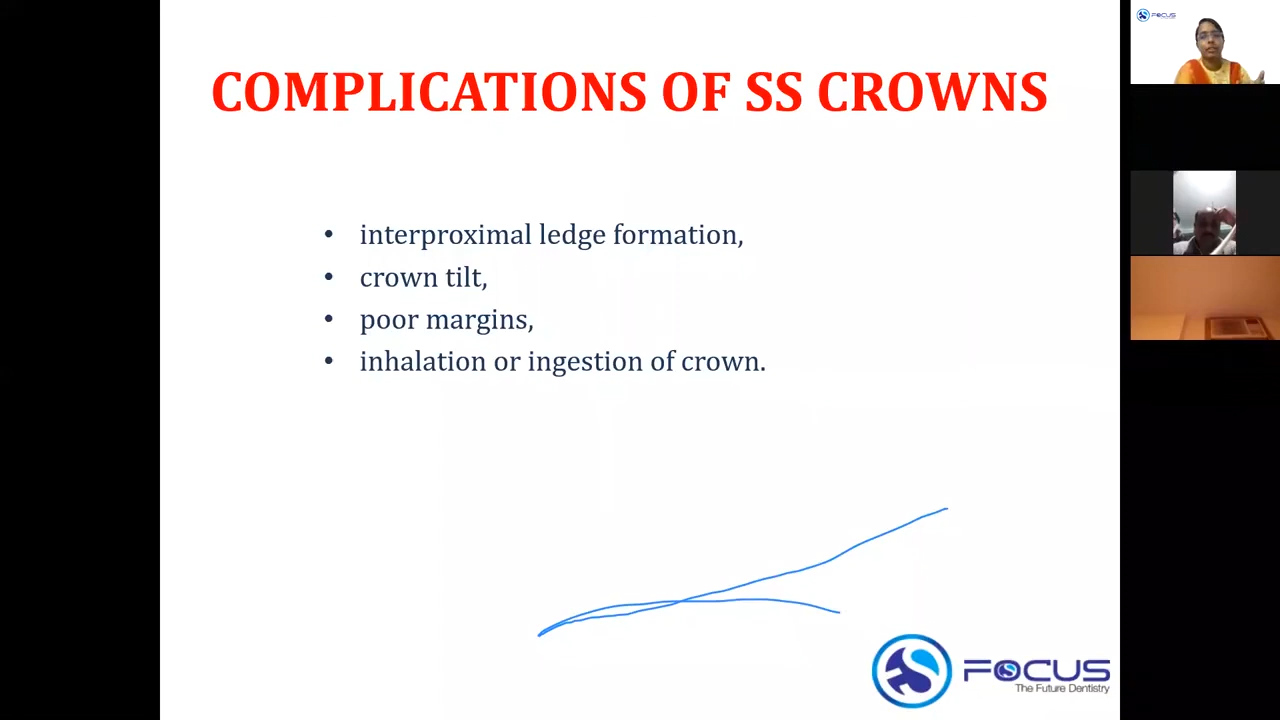 COMPLICATIONS OF SS CROWNS
• interproximal ledge formation,
• crown tilt,
• poor margins,
• inhalation or ingestion of crown.
FOCUS
The Future Dentistry
FOCUS